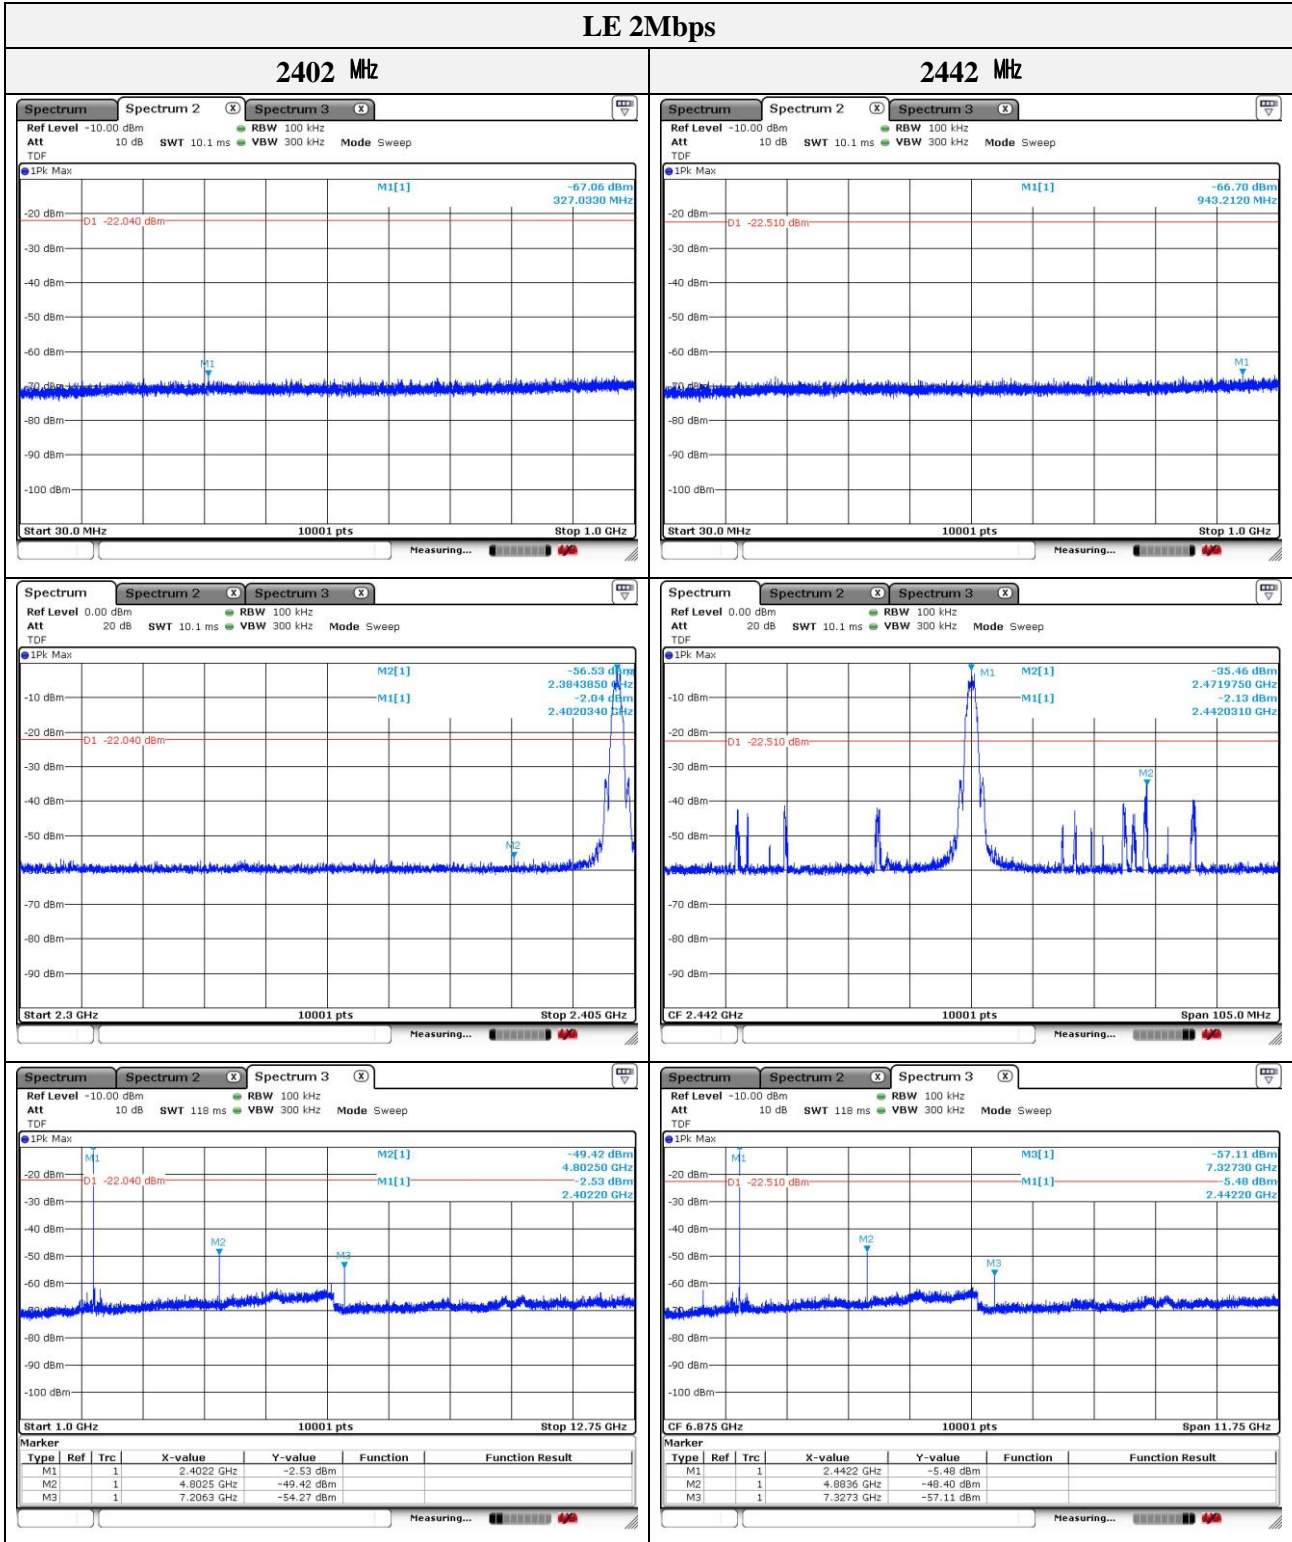 LE 2Mbps
2402 ㎒
2442 ㎒
Spectrum Spectrum 2 X Spectrum 3 X
Ref Level -10.00 dBm RBW 100 kHz
Att 10 dB SWT 10.1 ms VBW 300 kHz Mode Sweep
TDF
1Pk Max
M1[1] -67.06 dBm
327.0330 MHz
-20 dBm
D1 -22.040 dBm
-30 dBm
-40 dBm
-50 dBm
-60 dBm
M1
-70 dBm
-80 dBm
-90 dBm
-100 dBm
Start 30.0 MHz 10001 pts Stop 1.0 GHz
Measuring...
Spectrum Spectrum 2 X Spectrum 3 X
Ref Level -10.00 dBm RBW 100 kHz
Att 10 dB SWT 10.1 ms VBW 300 kHz Mode Sweep
TDF
1Pk Max
M1[1] -66.70 dBm
943.2120 MHz
-20 dBm
D1 -22.510 dBm
-30 dBm
-40 dBm
-50 dBm
-60 dBm
M1
-70 dBm
-80 dBm
-90 dBm
-100 dBm
Start 30.0 MHz 10001 pts Stop 1.0 GHz
Measuring...
Spectrum Spectrum 2 X Spectrum 3 X
Ref Level 0.00 dBm RBW 100 kHz
Att 20 dB SWT 10.1 ms VBW 300 kHz Mode Sweep
TDF
1Pk Max
M2[1] -56.53 dBm
2.3843850 GHz
-10 dBm M1[1] -2.04 dBm
2.4020340 GHz
-20 dBm
D1 -22.040 dBm
-30 dBm
-40 dBm
-50 dBm
M2
-60 dBm
-70 dBm
-80 dBm
-90 dBm
Start 2.3 GHz 10001 pts Stop 2.405 GHz
Measuring...
Spectrum Spectrum 2 X Spectrum 3 X
Ref Level 0.00 dBm RBW 100 kHz
Att 20 dB SWT 10.1 ms VBW 300 kHz Mode Sweep
TDF
1Pk Max
M1 M2[1] -35.46 dBm
2.4719750 GHz
-10 dBm M1[1] -2.13 dBm
2.4420310 GHz
-20 dBm
D1 -22.510 dBm
-30 dBm
M2
-40 dBm
-50 dBm
-60 dBm
-70 dBm
-80 dBm
-90 dBm
CF 2.442 GHz 10001 pts Span 105.0 MHz
Measuring...
Spectrum Spectrum 2 X Spectrum 3 X
Ref Level -10.00 dBm RBW 100 kHz
Att 10 dB SWT 118 ms VBW 300 kHz Mode Sweep
TDF
1Pk Max
M1 M2[1] -49.42 dBm
4.80250 GHz
-20 dBm
D1 -22.040 dBm M1[1] -2.53 dBm
2.40220 GHz
-30 dBm
-40 dBm
M2
-50 dBm
M3
-60 dBm
-70 dBm
-80 dBm
-90 dBm
-100 dBm
Start 1.0 GHz 10001 pts Stop 12.75 GHz
Marker
Type Ref Trc X-value Y-value Function Function Result
M1 1 2.4022 GHz -2.53 dBm
M2 1 4.8025 GHz -49.42 dBm
M3 1 7.2063 GHz -54.27 dBm
Measuring...
Spectrum Spectrum 2 X Spectrum 3 X
Ref Level -10.00 dBm RBW 100 kHz
Att 10 dB SWT 118 ms VBW 300 kHz Mode Sweep
TDF
1Pk Max
M1 M3[1] -57.11 dBm
7.32730 GHz
-20 dBm
D1 -22.510 dBm M1[1] -5.48 dBm
2.44220 GHz
-30 dBm
-40 dBm
M2
-50 dBm
M3
-60 dBm
-70 dBm
-80 dBm
-90 dBm
-100 dBm
CF 6.875 GHz 10001 pts Span 11.75 GHz
Marker
Type Ref Trc X-value Y-value Function Function Result
M1 1 2.4422 GHz -5.48 dBm
M2 1 4.8836 GHz -48.40 dBm
M3 1 7.3273 GHz -57.11 dBm
Measuring...